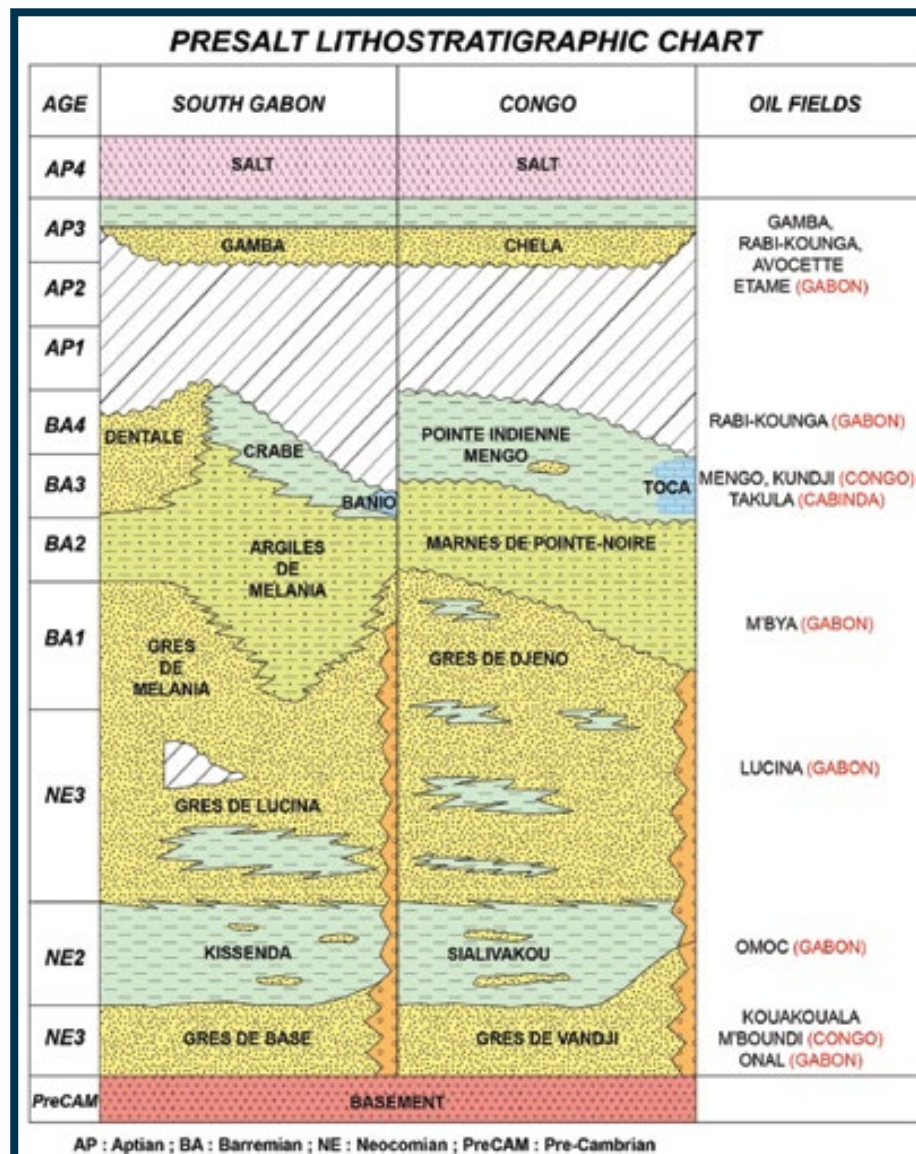 PRESALT LITHOSTRATIGRAPHIC CHART
AGE
SOUTH GABON
CONGO
OIL FIELDS
AP4
SALT
SALT
AP3
GAMBA
CHELA
GAMBA,
RABI-KOUNGA,
AVOCETTE
ETAME (GABON)
AP2
AP1
BA4
DENTALE
CRABE
POINTE INDIENNE
MENGO
RABI-KOUNGA (GABON)
BA3
BANIO
TOCA
MENGO, KUNDJI (CONGO)
TAKULA (CABINDA)
BA2
ARGILES
DE
MELANIA
MARNES DE POINTE-NOIRE
BA1
GRES
DE
MELANIA
GRES DE DJENO
M'BYA (GABON)
NE3
GRES DE LUCINA
LUCINA (GABON)
NE2
KISSENDA
SIALIVAKOU
OMOC (GABON)
NE3
GRES DE BASE
GRES DE VANDJI
KOUAKOUALA
M'BOUNDI (CONGO)
ONAL (GABON)
PreCAM
BASEMENT
AP : Aptian ; BA : Barremian ; NE : Neocomian ; PreCAM : Pre-Cambrian